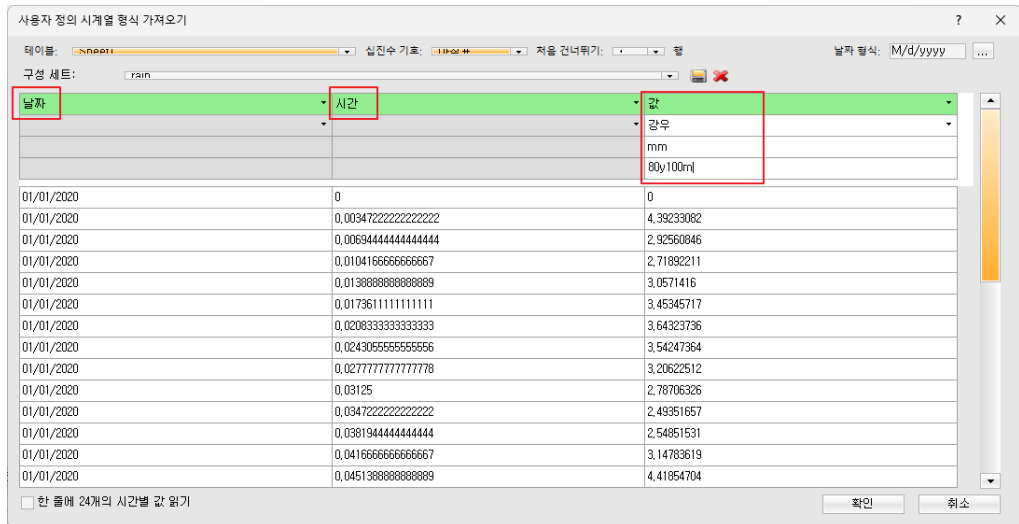 사용자 정의 시계열 형식 가져오기 ? ×
테이블: Sheet1 십진수 기호: 처음 건너뛰기: 행 날짜 형식: M/d/yyyy ...
구성 세트: rain
날짜 시간 값
강우
mm
80y100m
01/01/2020 0 0
01/01/2020 0,00347222222222222 4,39233082
01/01/2020 0,00694444444444444 2,92560846
01/01/2020 0,0104166666666667 2,71892211
01/01/2020 0,0138888888888889 3,0571416
01/01/2020 0,0173611111111111 3,45345717
01/01/2020 0,0208333333333333 3,64323736
01/01/2020 0,0243055555555556 3,54247364
01/01/2020 0,0277777777777778 3,20622512
01/01/2020 0,03125 2,78706326
01/01/2020 0,0347222222222222 2,49351657
01/01/2020 0,0381944444444444 2,54851531
01/01/2020 0,0416666666666667 3,14783619
01/01/2020 0,0451388888888889 4,41854704
한 줄에 24개의 시간별 값 읽기 확인 취소